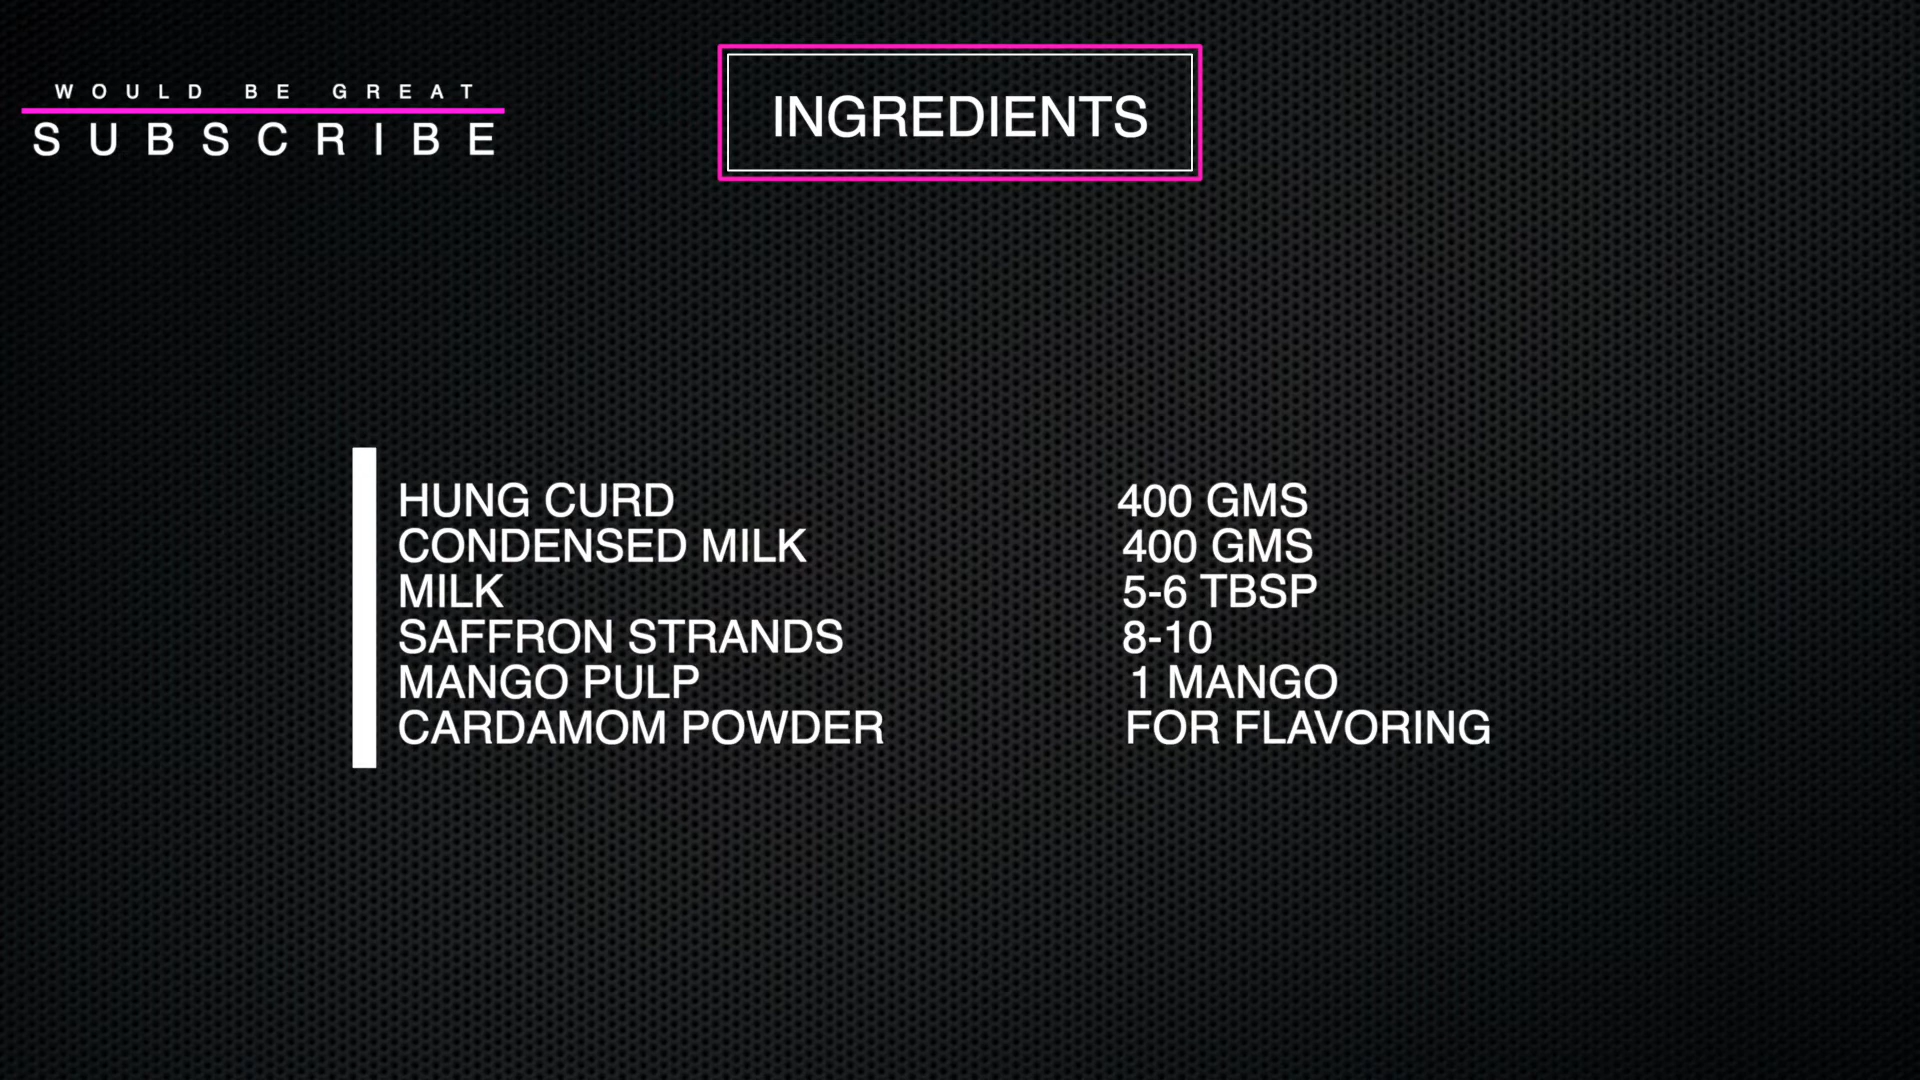 WOULD BE GREAT
SUBSCRIBE
INGREDIENTS
HUNG CURD 400 GMS
CONDENSED MILK 400 GMS
MILK 5-6 TBSP
SAFFRON STRANDS 8-10
MANGO PULP 1 MANGO
CARDAMOM POWDER FOR FLAVORING